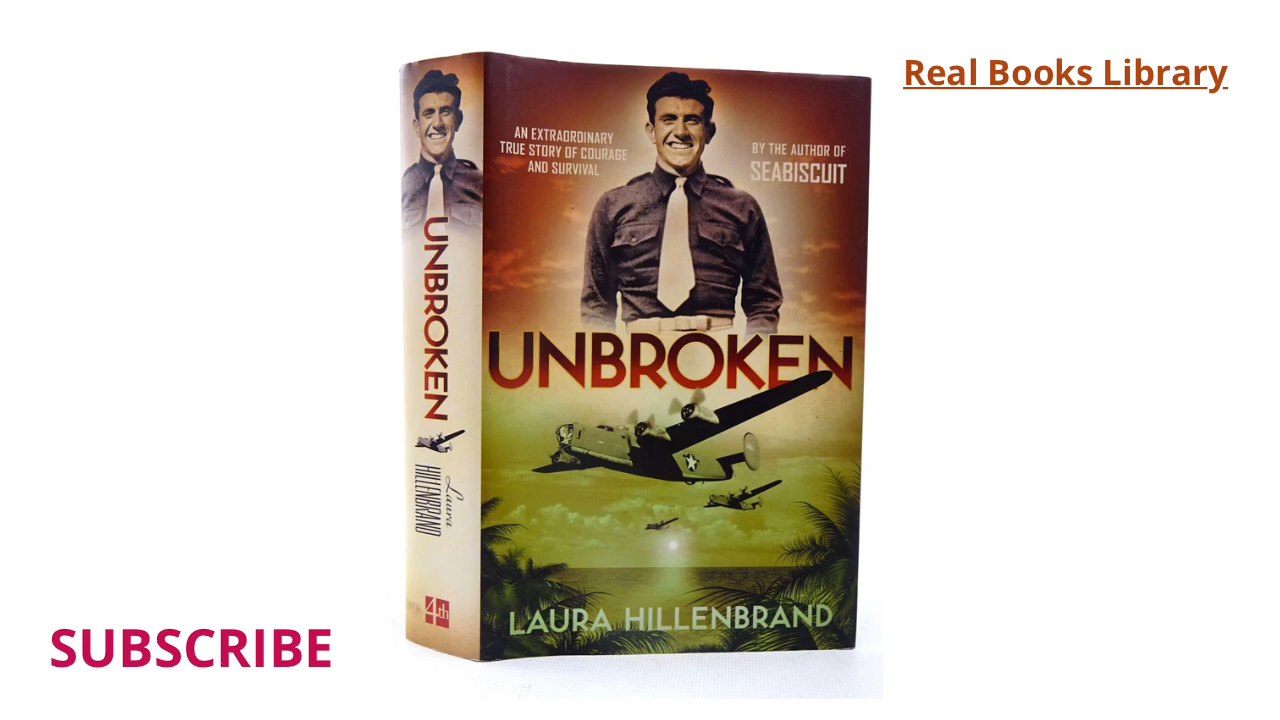 Real Books Library
AN EXTRAORDINARY
TRUE STORY OF COURAGE
AND SURVIVAL
BY THE AUTHOR OF
SEABISCUIT
UNBROKEN
LAURA HILLENBRAND
UNBROKEN
Laura
HILLENBRAND
4th
SUBSCRIBE